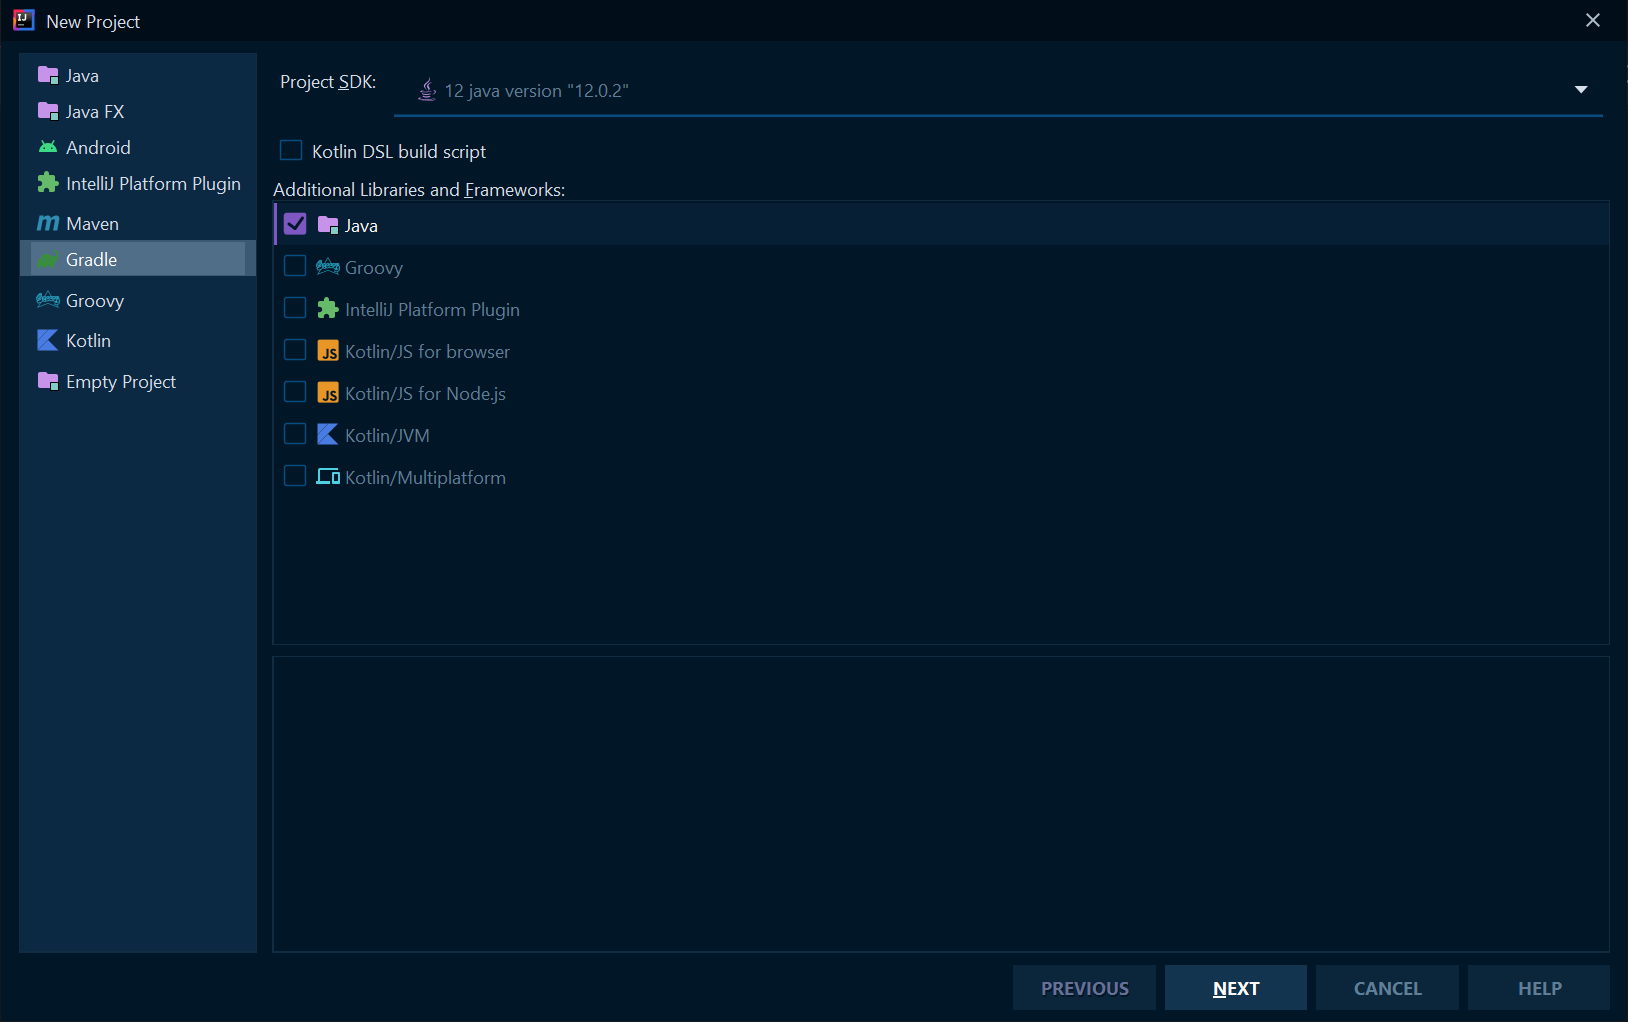 New Project
Java
Java FX
Android
IntelliJ Platform Plugin
Maven
Gradle
Groovy
Kotlin
Empty Project
Project SDK:
12 java version "12.0.2"
Kotlin DSL build script
Additional Libraries and Frameworks:
Java
Groovy
IntelliJ Platform Plugin
Kotlin/JS for browser
Kotlin/JS for Node.js
Kotlin/JVM
Kotlin/Multiplatform
PREVIOUS
NEXT
CANCEL
HELP